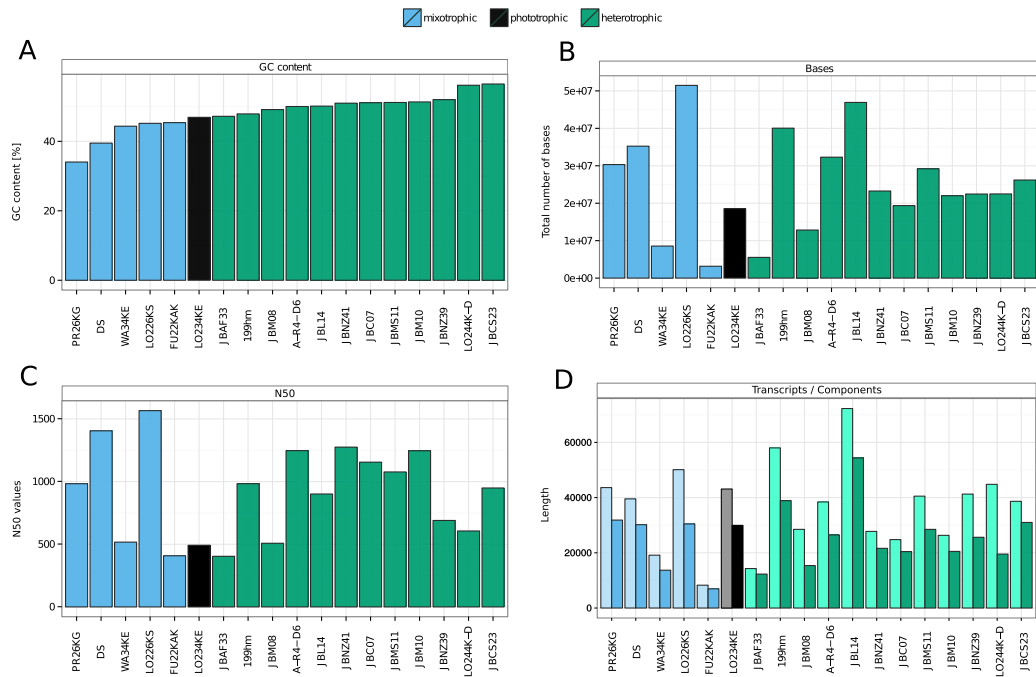 mixotrophic phototrophic heterotrophic
A
GC content
GC content [%]
40
20
0
PR26KG DS WA34KE LO226KS FU22KAK LO234KE JBAF33 199hm JBM08 A−R4−D6 JBL14 JBNZ41 JBC07 JBMS11 JBM10 JBNZ39 LO244K−D JBCS23
B
Bases
Total number of bases
5e+07
4e+07
3e+07
2e+07
1e+07
0e+00
PR26KG DS WA34KE LO226KS FU22KAK LO234KE JBAF33 199hm JBM08 A−R4−D6 JBL14 JBNZ41 JBC07 JBMS11 JBM10 JBNZ39 LO244K−D JBCS23
C
N50
N50 values
1500
1000
500
0
PR26KG DS WA34KE LO226KS FU22KAK LO234KE JBAF33 199hm JBM08 A−R4−D6 JBL14 JBNZ41 JBC07 JBMS11 JBM10 JBNZ39 LO244K−D JBCS23
D
Transcripts / Components
Length
60000
40000
20000
0
PR26KG DS WA34KE LO226KS FU22KAK LO234KE JBAF33 199hm JBM08 A−R4−D6 JBL14 JBNZ41 JBC07 JBMS11 JBM10 JBNZ39 LO244K−D JBCS23